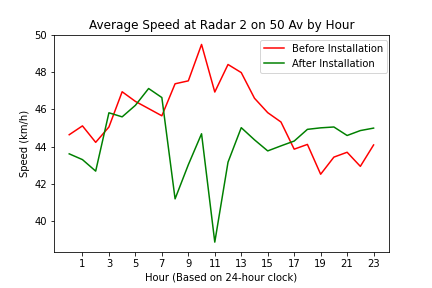 Average Speed at Radar 2 on 50 Av by Hour
Before Installation
After Installation
Speed (km/h)
50
48
46
44
42
40
1 3 5 7 9 11 13 15 17 19 21 23
Hour (Based on 24-hour clock)